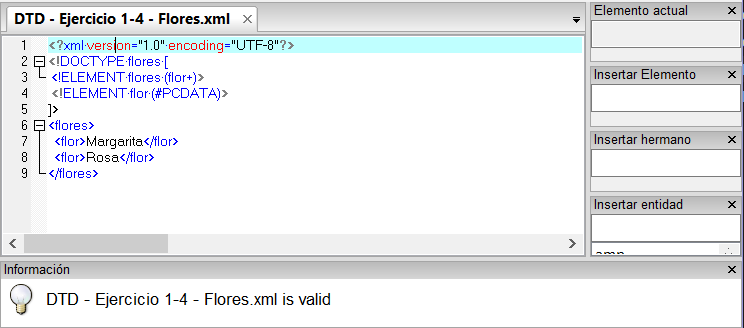 DTD - Ejercicio 1-4 - Flores.xml ×
1 <?xml version="1.0" encoding="UTF-8"?>
2 <!DOCTYPE flores [
3 <!ELEMENT flores (flor+)>
4 <!ELEMENT flor (#PCDATA)>
5 ]>
6 <flores>
7 <flor>Margarita</flor>
8 <flor>Rosa</flor>
9 </flores>
Elemento actual ×
Insertar Elemento ×
Insertar hermano ×
Insertar entidad ×
amp
Información ×
DTD - Ejercicio 1-4 - Flores.xml is valid